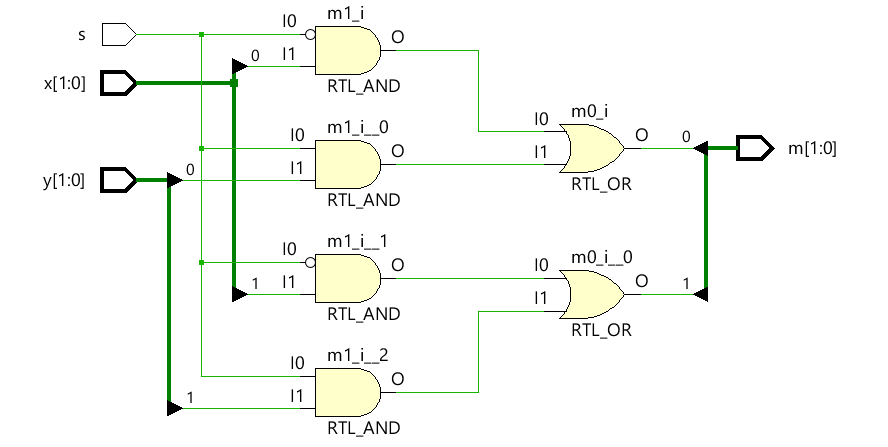 s
x[1:0]
y[1:0]
m1_i
I0
I1
0
O
RTL_AND
m1_i__0
I0
I1
0
O
RTL_AND
m1_i__1
I0
I1
1
O
RTL_AND
m1_i__2
I0
I1
1
O
RTL_AND
m0_i
I0
I1
O
0
RTL_OR
m0_i__0
I0
I1
O
1
RTL_OR
m[1:0]